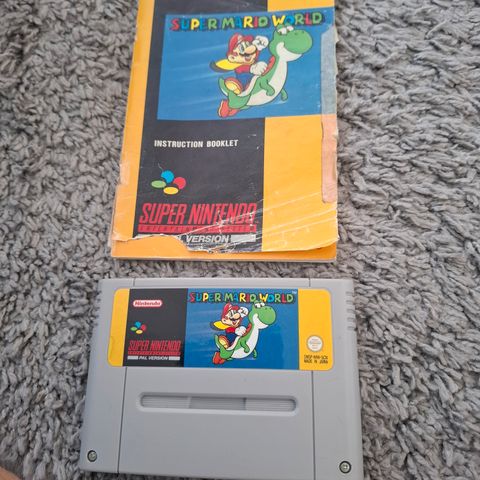 SUPER MARIO WORLD
INSTRUCTION BOOKLET
SUPER NINTENDO
ENTERTAINMENT SYSTEM
PAL VERSION
Nintendo
SUPER MARIO WORLD
TM
SUPER NINTENDO
ENTERTAINMENT SYSTEM
PAL VERSION
MADE IN JAPAN